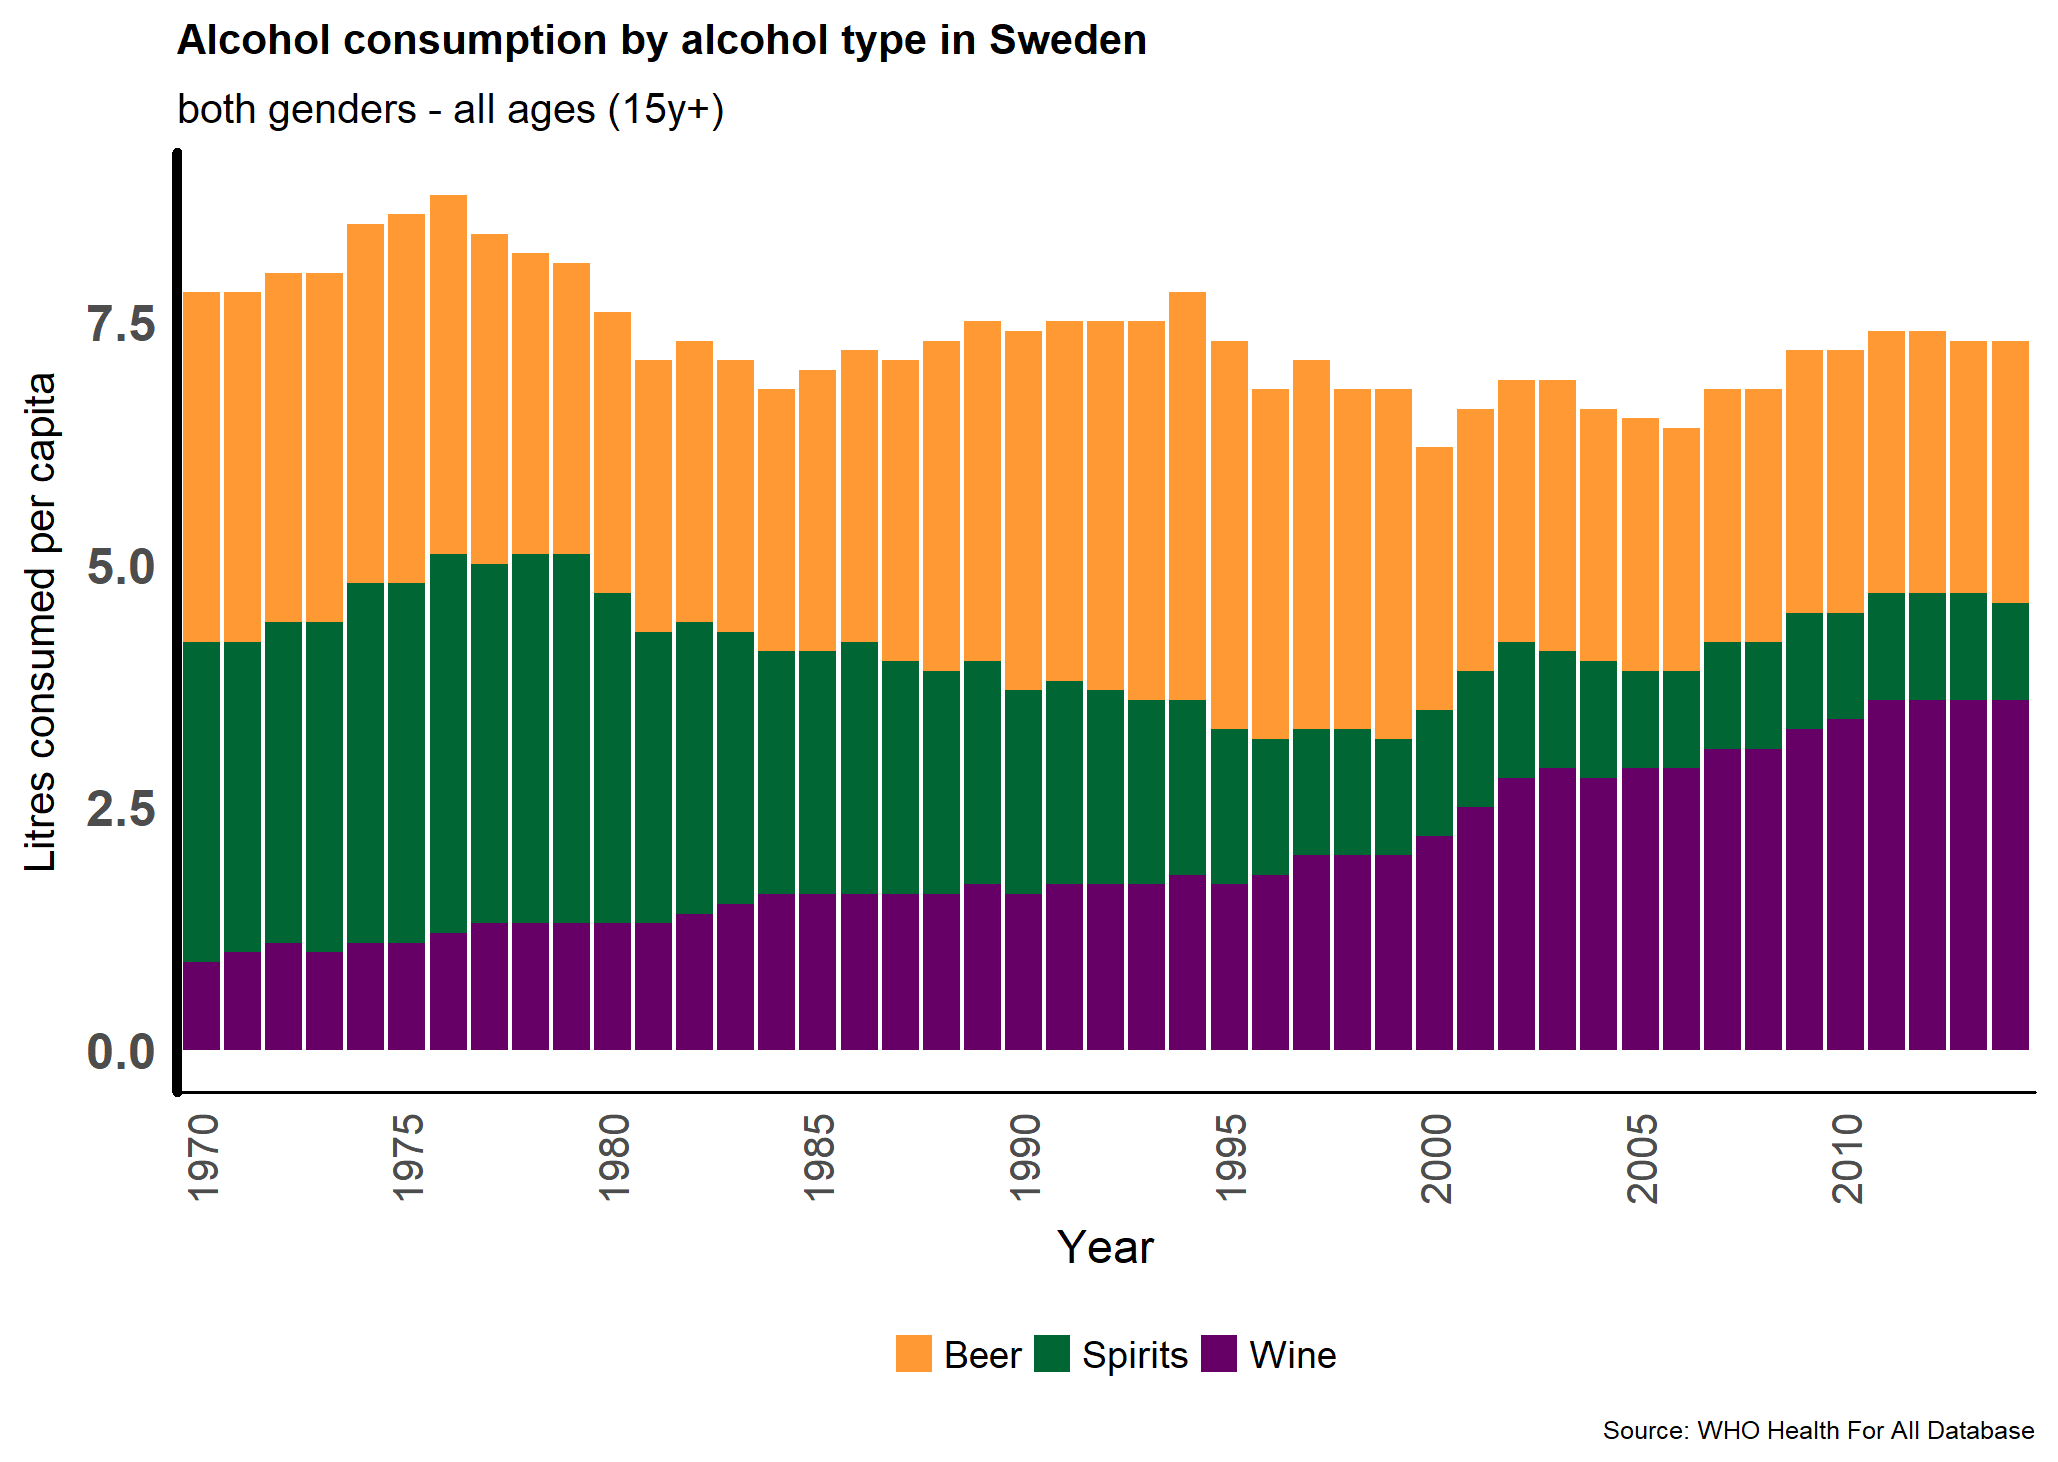 Alcohol consumption by alcohol type in Sweden
both genders - all ages (15y+)
Litres consumed per capita
7.5
5.0
2.5
0.0
1970 1975 1980 1985 1990 1995 2000 2005 2010
Year
Beer Spirits Wine
Source: WHO Health For All Database